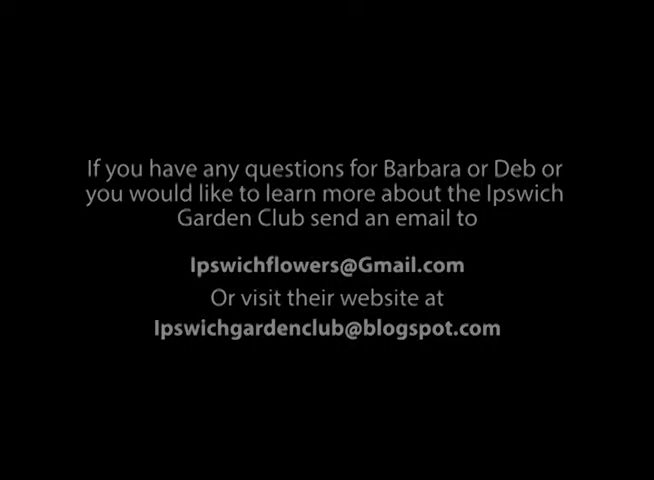 If you have any questions for Barbara or Deb or
you would like to learn more about the Ipswich
Garden Club send an email to
Ipswichflowers@Gmail.com
Or visit their website at
Ipswichgardenclub@blogspot.com